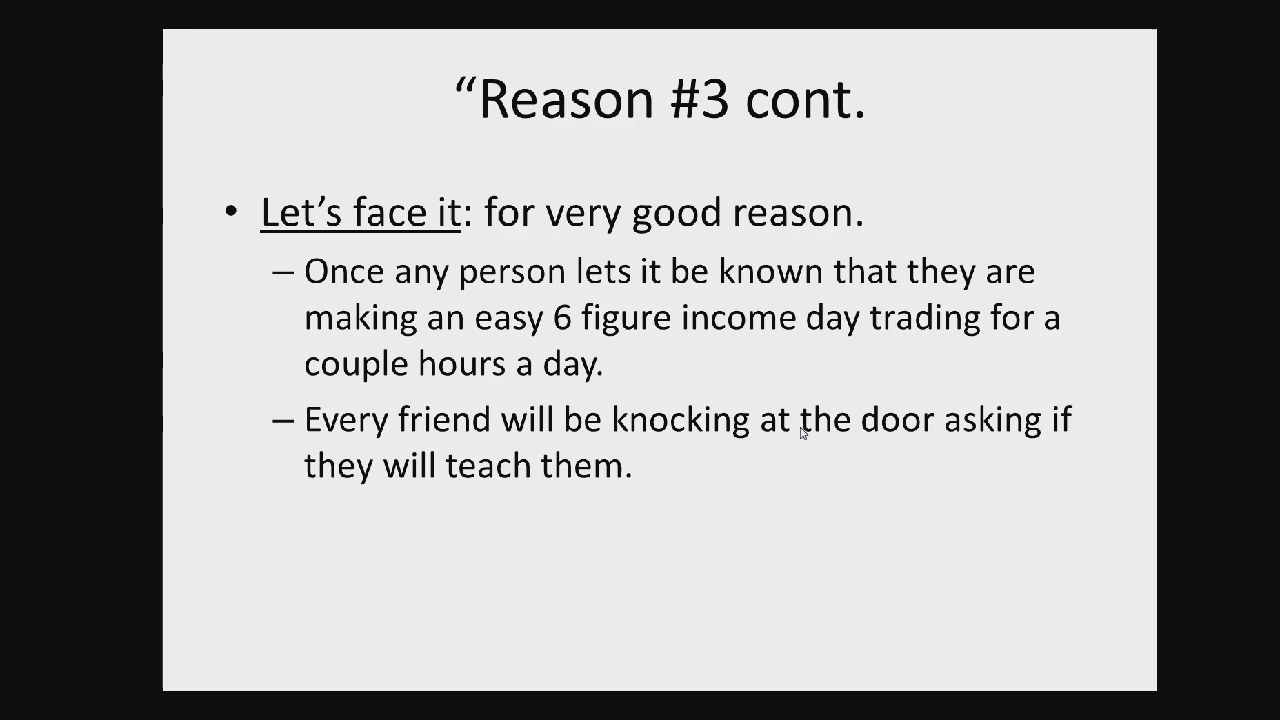 “Reason #3 cont.
• Let’s face it: for very good reason.
– Once any person lets it be known that they are
making an easy 6 figure income day trading for a
couple hours a day.
– Every friend will be knocking at the door asking if
they will teach them.